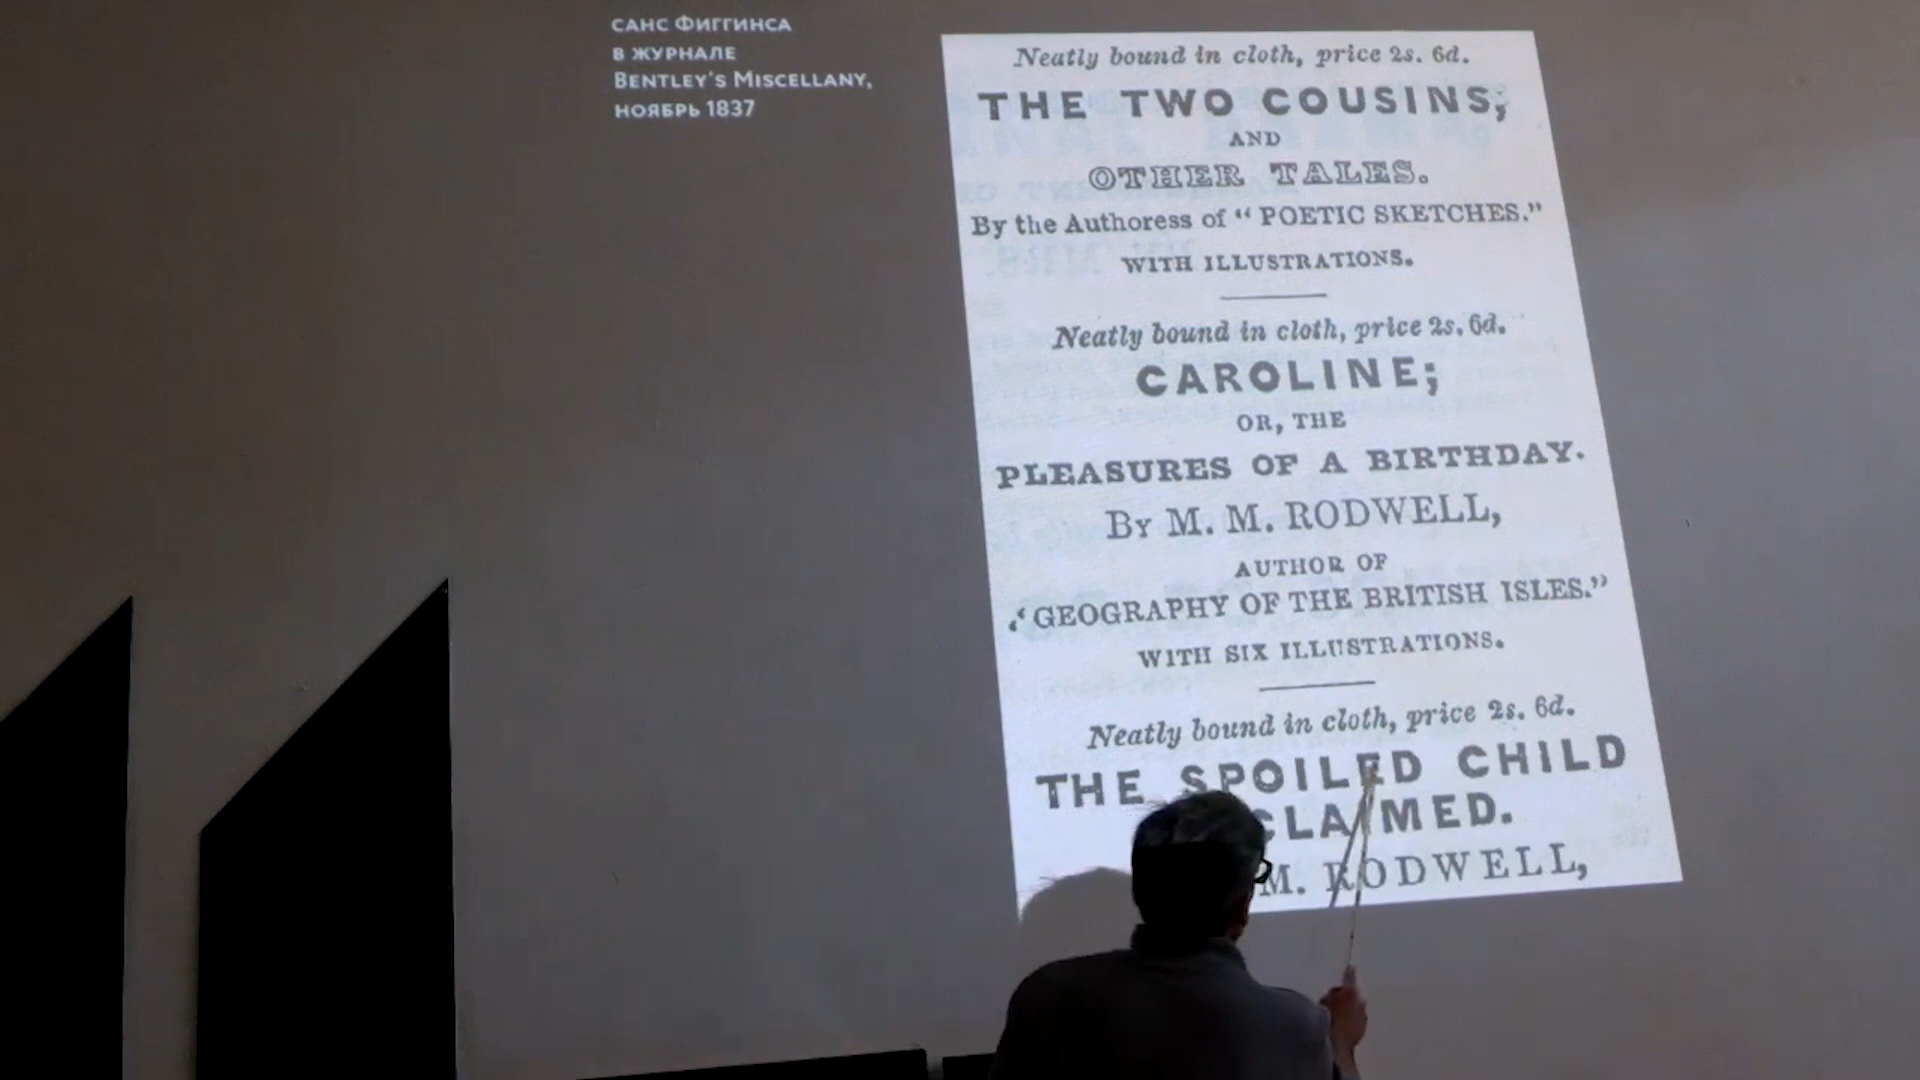 санс Фиггинса
в журнале
Bentley's Miscellany,
ноябрь 1837
Neatly bound in cloth, price 2s. 6d.
THE TWO COUSINS,
AND
OTHER TALES.
By the Authoress of “POETIC SKETCHES.”
WITH ILLUSTRATIONS.
Neatly bound in cloth, price 2s. 6d.
CAROLINE;
OR, THE
PLEASURES OF A BIRTHDAY.
By M. M. RODWELL,
AUTHOR OF
“GEOGRAPHY OF THE BRITISH ISLES.”
WITH SIX ILLUSTRATIONS.
Neatly bound in cloth, price 2s. 6d.
THE SPOILED CHILD
CLAIMED.
M. RODWELL,